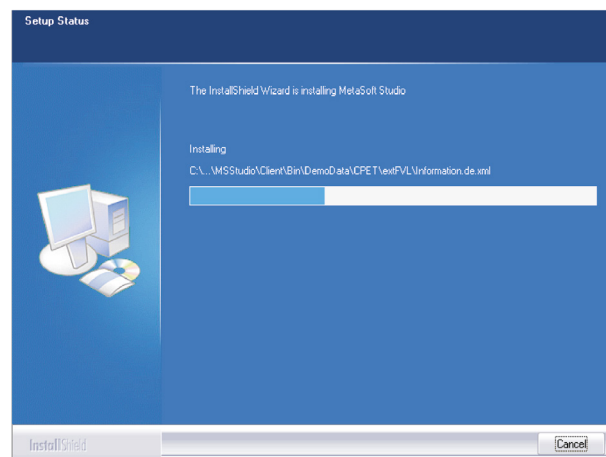 Setup Status
The InstallShield Wizard is installing MetaSoft Studio
Installing
C:\...\MSStudio\Client\Bin\DemoData\CPET\extFVL\Information.de.xml
InstallShield
Cancel